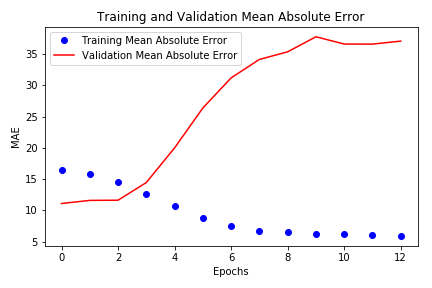 Training and Validation Mean Absolute Error
Training Mean Absolute Error
Validation Mean Absolute Error
MAE
35
30
25
20
15
10
5
0 2 4 6 8 10 12
Epochs